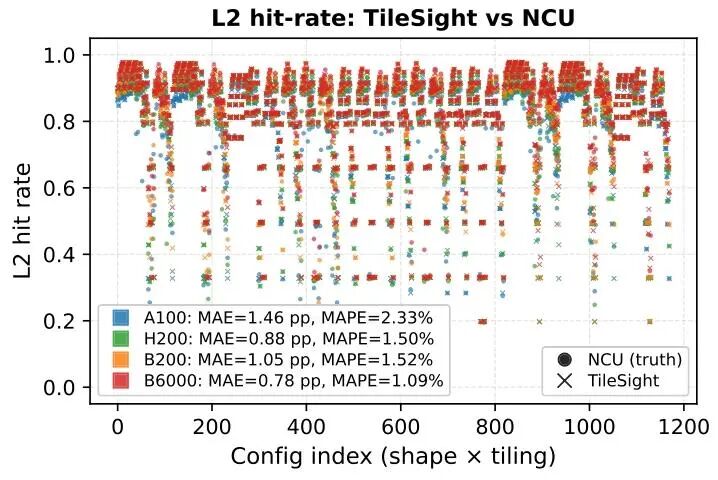 L2 hit-rate: TileSight vs NCU
L2 hit rate
1.0
0.8
0.6
0.4
0.2
0.0
A100: MAE=1.46 pp, MAPE=2.33%
H200: MAE=0.88 pp, MAPE=1.50%
B200: MAE=1.05 pp, MAPE=1.52%
B6000: MAE=0.78 pp, MAPE=1.09%
NCU (truth)
TileSight
0 200 400 600 800 1000 1200
Config index (shape × tiling)